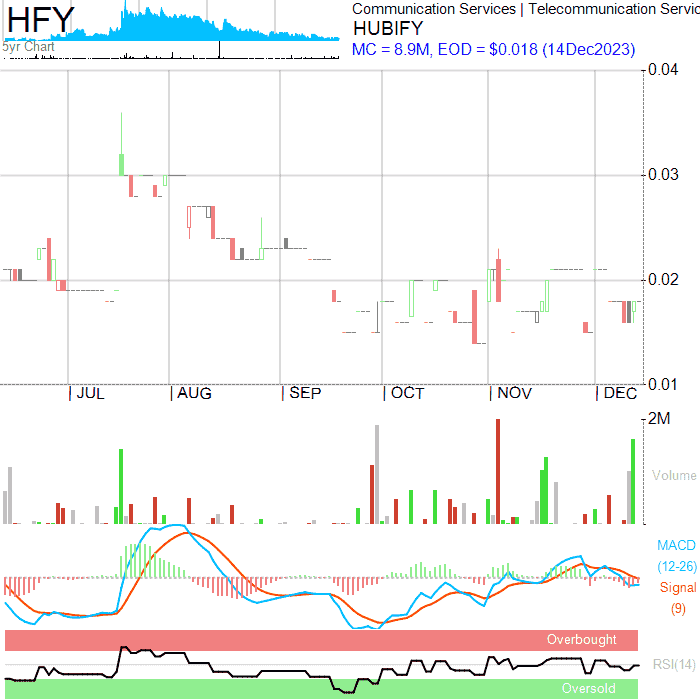 HFY
5yr Chart
Communication Services | Telecommunication Servic
HUBIFY
MC = 8.9M, EOD = $0.018 (14Dec2023)
0.04
0.03
0.02
0.01
| JUL | AUG | SEP | OCT | NOV | DEC
2M
Volume
MACD
(12-26)
Signal
(9)
Overbought
RSI(14)
Oversold